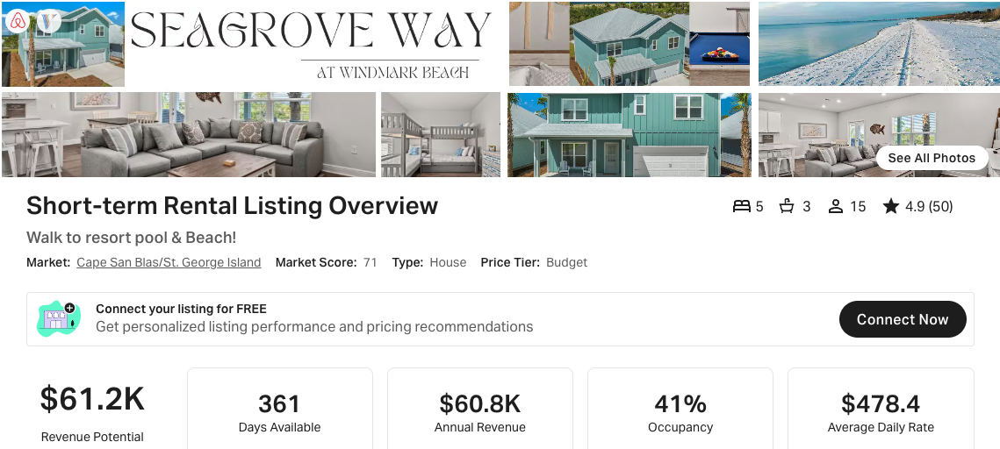 SEAGROVE WAY
AT WINDMARK BEACH
See All Photos
Short-term Rental Listing Overview
5 3 15 4.9 (50)
Walk to resort pool & Beach!
Market: Cape San Blas/St. George Island Market Score: 71 Type: House Price Tier: Budget
Connect your listing for FREE
Get personalized listing performance and pricing recommendations
Connect Now
$61.2K
Revenue Potential
361
Days Available
$60.8K
Annual Revenue
41%
Occupancy
$478.4
Average Daily Rate